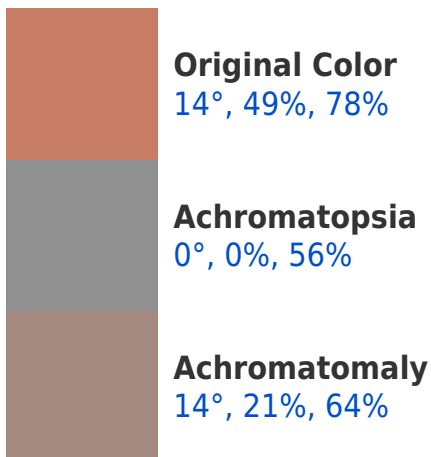 Original Color
14°, 49%, 78%
Achromatopsia
0°, 0%, 56%
Achromatomaly
14°, 21%, 64%